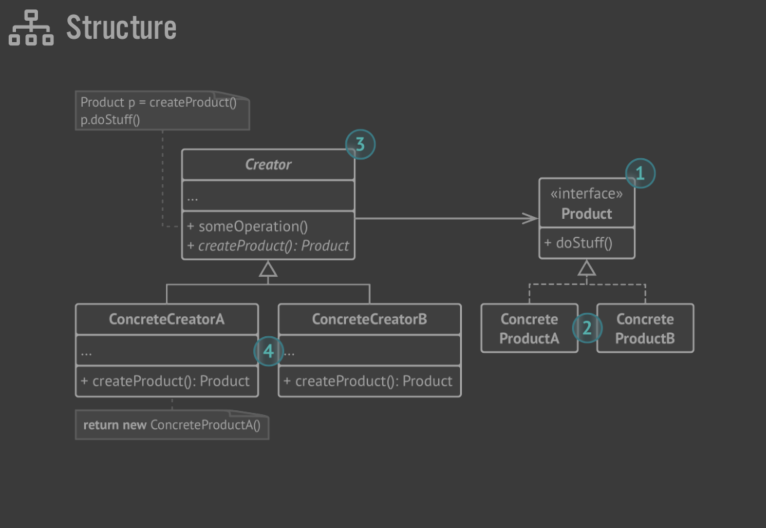 Structure
Product p = createProduct()
p.doStuff()
3
Creator
...
+ someOperation()
+ createProduct(): Product
1
«interface»
Product
+ doStuff()
ConcreteCreatorA
...
+ createProduct(): Product
4
ConcreteCreatorB
...
+ createProduct(): Product
Concrete
ProductA
2
Concrete
ProductB
return new ConcreteProductA()